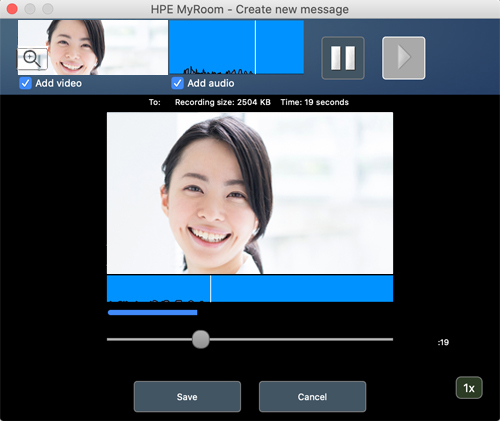 HPE MyRoom - Create new message
Add video
Add audio
To: Recording size: 2504 KB Time: 19 seconds
:19
Save
Cancel
1x